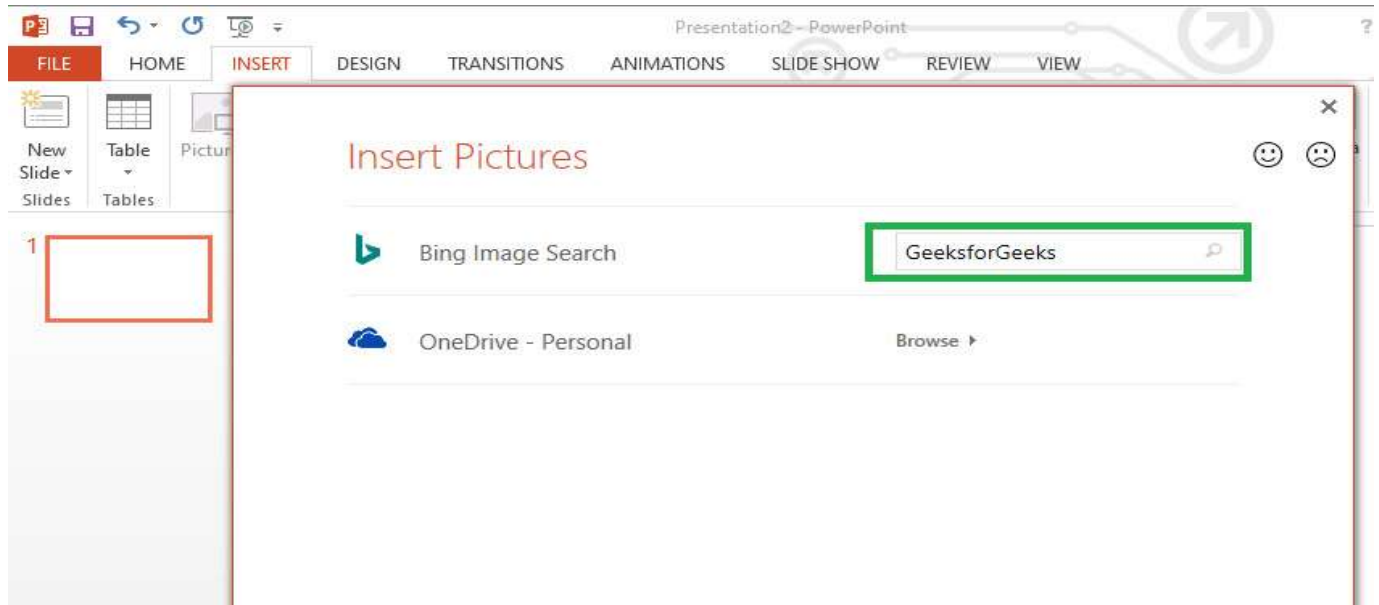 Presentation2 - PowerPoint
?
FILE HOME INSERT DESIGN TRANSITIONS ANIMATIONS SLIDE SHOW REVIEW VIEW
New Slide
Table
Pictur
Slides
Tables
Insert Pictures
1
Bing Image Search
GeeksforGeeks
OneDrive - Personal
Browse